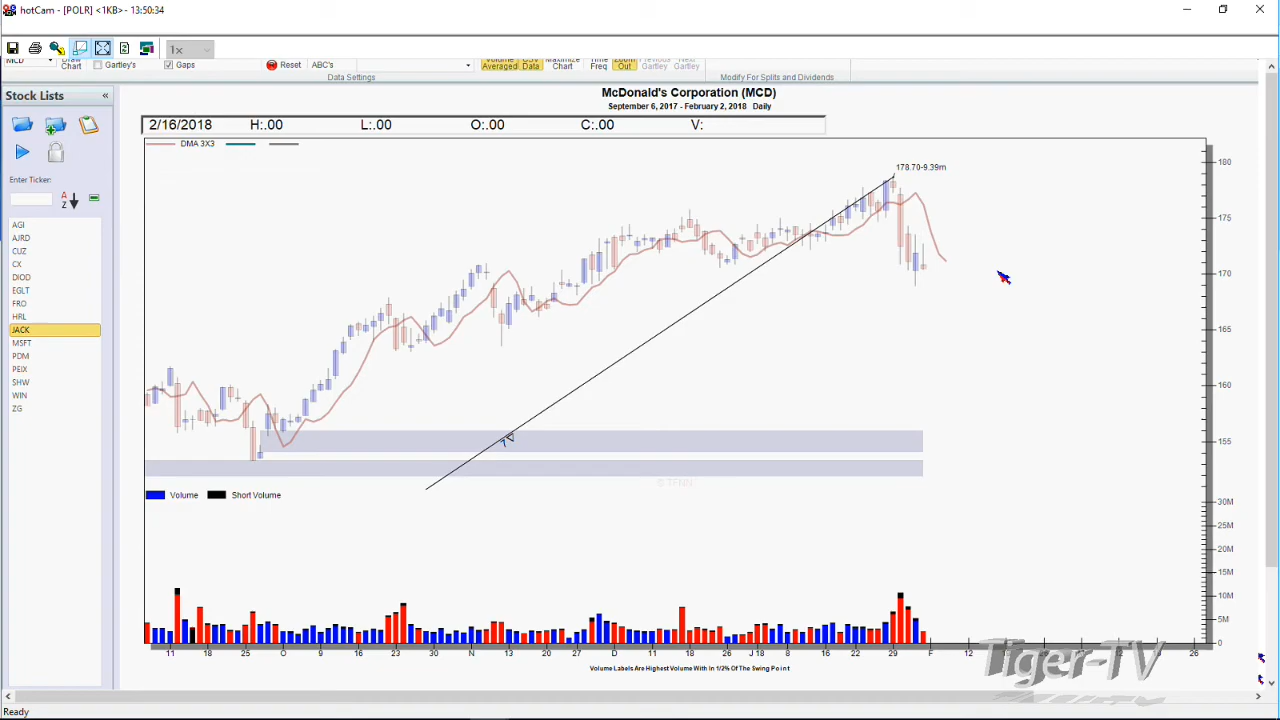 hotCam - [POLR] <1KB> - 13:50:34
1x
MCD
Draw Chart
Gartley's
Gaps
Reset
ABC's
Volume Averaged
Data
Maximize Chart
Time Freq
Zoom Out
Previous Gartley
Next Gartley
Data Settings
Modify For Splits and Dividends
Stock Lists
«
Enter Ticker:
A
Z
AGI
AJRD
CUZ
CX
DIOD
EGLT
FRO
HRL
JACK
MSFT
PDM
PEIX
SHW
WIN
ZG
McDonald's Corporation (MCD)
September 6, 2017 - February 2, 2018 Daily
2/16/2018 H:.00 L:.00 O:.00 C:.00 V:
DMA 3X3
178.70-9.39m
180
175
170
165
160
155
© TFNN
Volume Short Volume
30M
25M
20M
15M
10M
5M
0
11 18 25 O 9 16 23 30 N 13 20 27 D 11 18 26 J 18 8 16 22 29 F 12 26
Volume Labels Are Highest Volume With In 1/2% Of The Swing Point
Tiger-TV
Ready